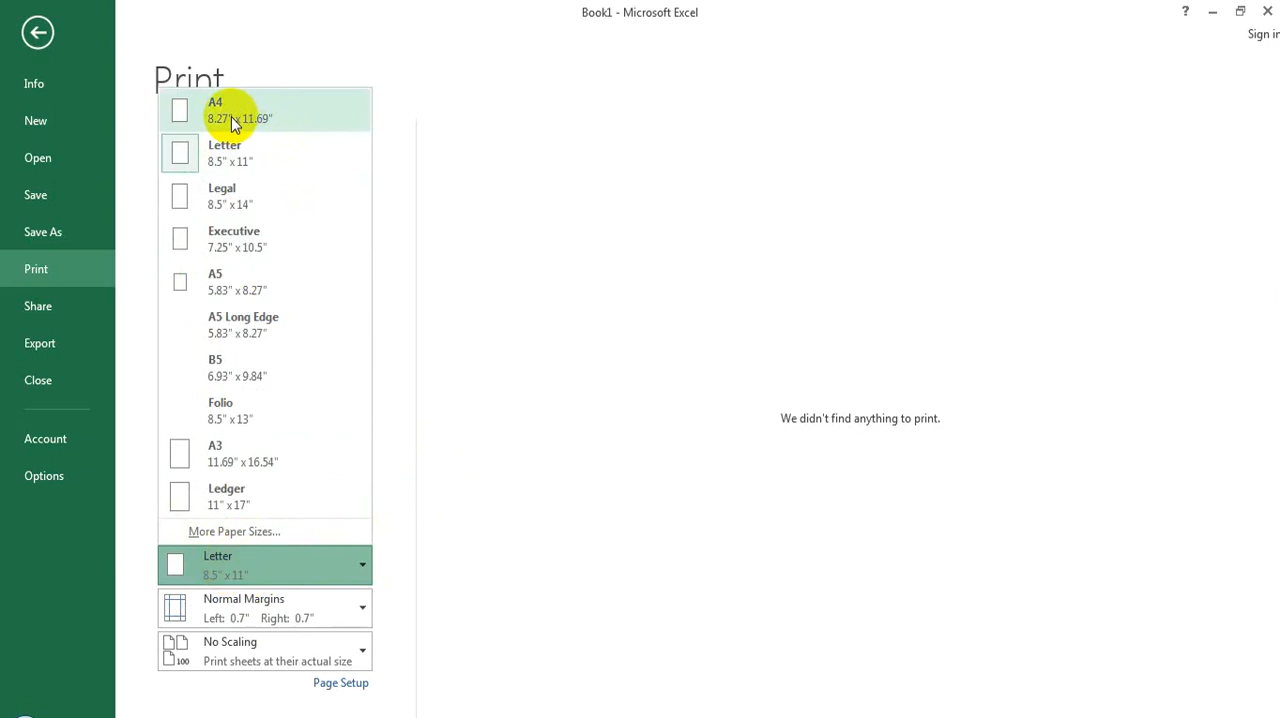 Book1 - Microsoft Excel
?
Sign in
Info
New
Open
Save
Save As
Print
Share
Export
Close
Account
Options
Print
A4
8.27" x 11.69"
Letter
8.5" x 11"
Legal
8.5" x 14"
Executive
7.25" x 10.5"
A5
5.83" x 8.27"
A5 Long Edge
5.83" x 8.27"
B5
6.93" x 9.84"
Folio
8.5" x 13"
A3
11.69" x 16.54"
Ledger
11" x 17"
More Paper Sizes...
Letter
8.5" x 11"
Normal Margins
Left: 0.7" Right: 0.7"
No Scaling
100 Print sheets at their actual size
Page Setup
We didn't find anything to print.